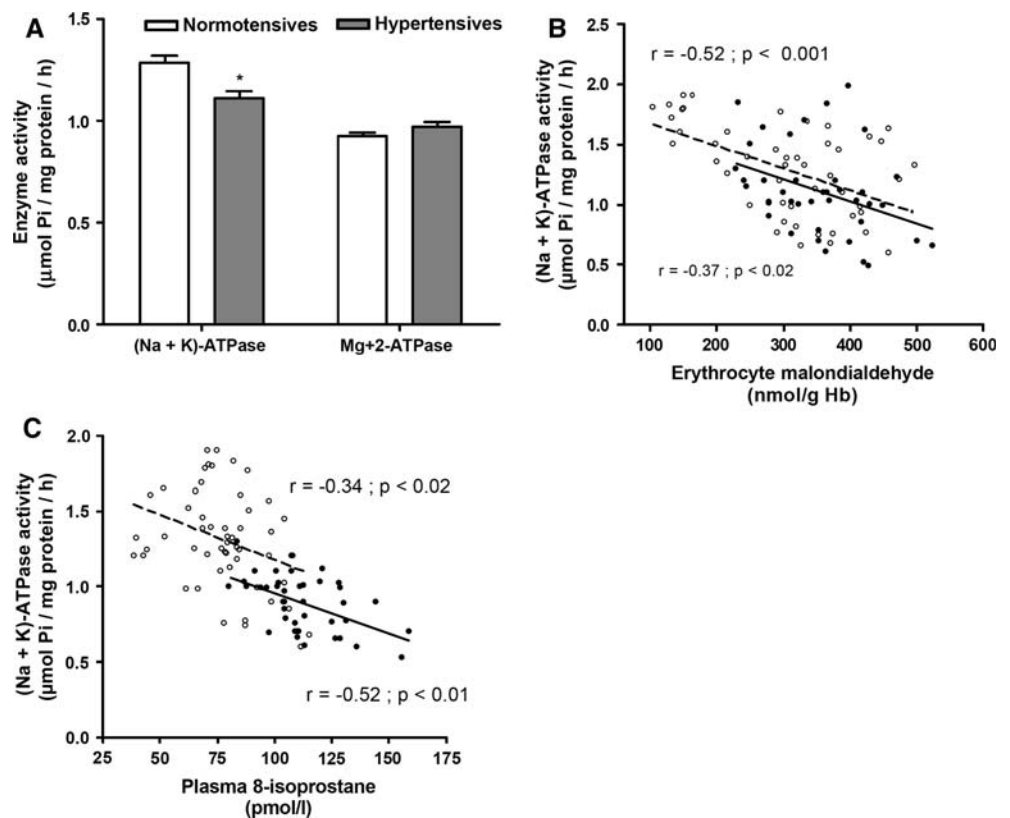 A
Normotensives
Hypertensives
Enzyme activity
(µmol Pi / mg protein / h)
1.5
1.0
0.5
0.0
*
(Na + K)-ATPase
Mg+2-ATPase
B
(Na + K)-ATPase activity
(µmol Pi / mg protein / h)
2.5
2.0
1.5
1.0
0.5
0.0
r = -0.52 ; p < 0.001
r = -0.37 ; p < 0.02
100 200 300 400 500 600
Erythrocyte malondialdehyde
(nmol/g Hb)
C
(Na + K)-ATPase activity
(µmol Pi / mg protein / h)
2.0
1.5
1.0
0.5
0.0
r = -0.34 ; p < 0.02
r = -0.52 ; p < 0.01
25 50 75 100 125 150 175
Plasma 8-isoprostane
(pmol/l)